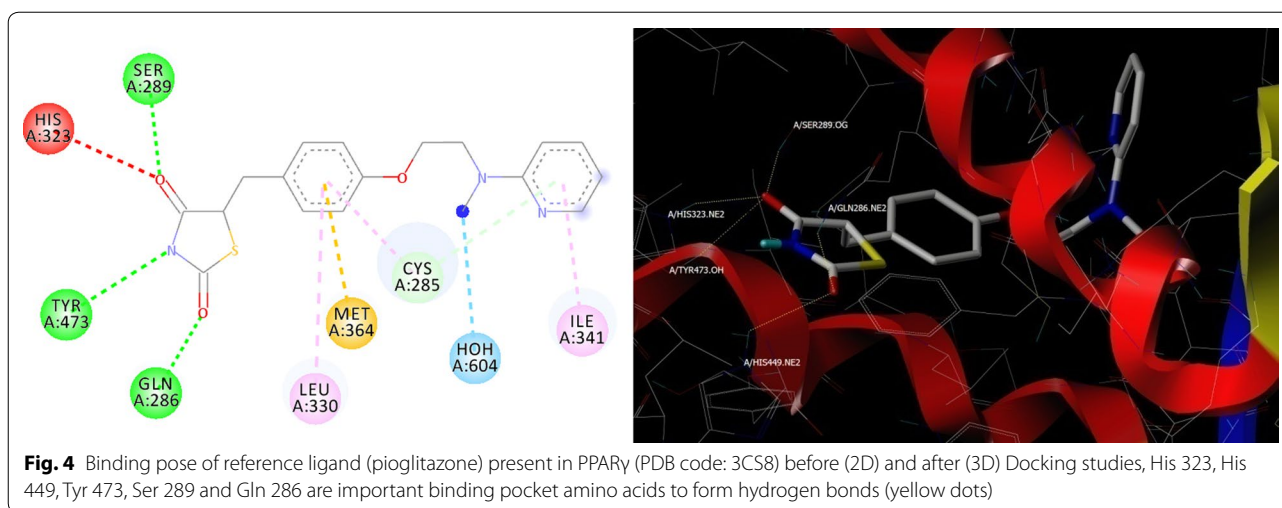 SER
A:289
HIS
A:323
O
O
N
N
N
S
O
TYR
A:473
CYS
A:285
MET
A:364
HOH
A:604
ILE
A:341
GLN
A:286
LEU
A:330
A/SER289.OG
A/HIS323.NE2
A/GLN286.NE2
A/TYR473.OH
A/HIS449.NE2
Fig. 4 Binding pose of reference ligand (pioglitazone) present in PPARγ (PDB code: 3CS8) before (2D) and after (3D) Docking studies, His 323, His
449, Tyr 473, Ser 289 and Gln 286 are important binding pocket amino acids to form hydrogen bonds (yellow dots)